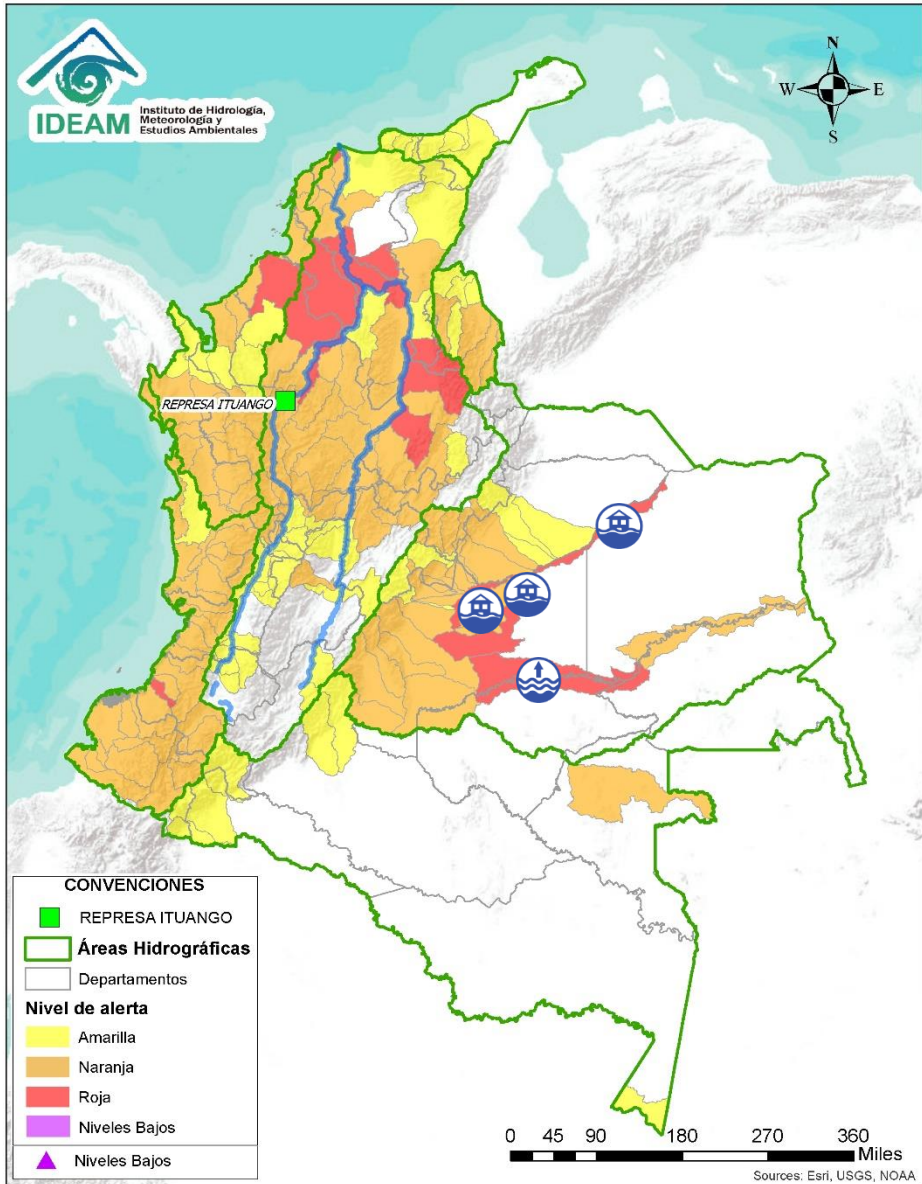 IDEAM
Instituto de Hidrología,
Meteorología y
Estudios Ambientales
N
W
E
S
REPRESA ITUANGO
CONVENCIONES
REPRESA ITUANGO
Áreas Hidrográficas
Departamentos
Nivel de alerta
Amarilla
Naranja
Roja
Niveles Bajos
Niveles Bajos
0 45 90 180 270 360
Miles
Sources: Esri, USGS, NOAA